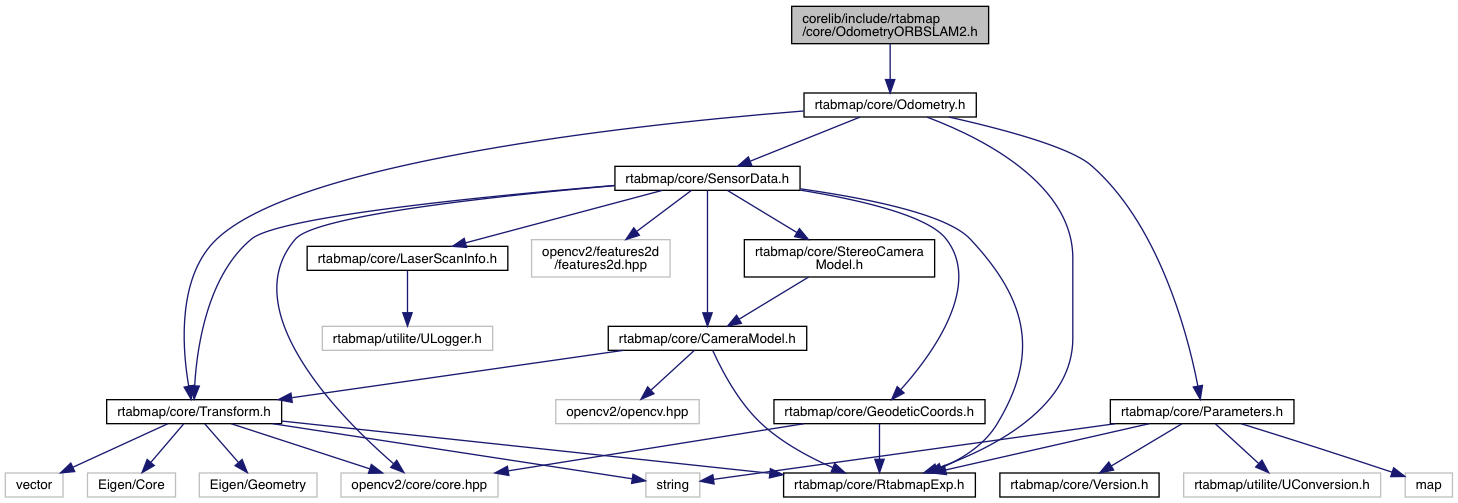 corelib/include/rtabmap
/core/OdometryORBSLAM2.h
rtabmap/core/Odometry.h
rtabmap/core/SensorData.h
rtabmap/core/LaserScanInfo.h
opencv2/features2d
/features2d.hpp
rtabmap/core/StereoCamera
Model.h
rtabmap/utilite/ULogger.h
rtabmap/core/CameraModel.h
rtabmap/core/Transform.h
opencv2/opencv.hpp
rtabmap/core/GeodeticCoords.h
rtabmap/core/Parameters.h
vector
Eigen/Core
Eigen/Geometry
opencv2/core/core.hpp
string
rtabmap/core/RtabmapExp.h
rtabmap/core/Version.h
rtabmap/utilite/UConversion.h
map